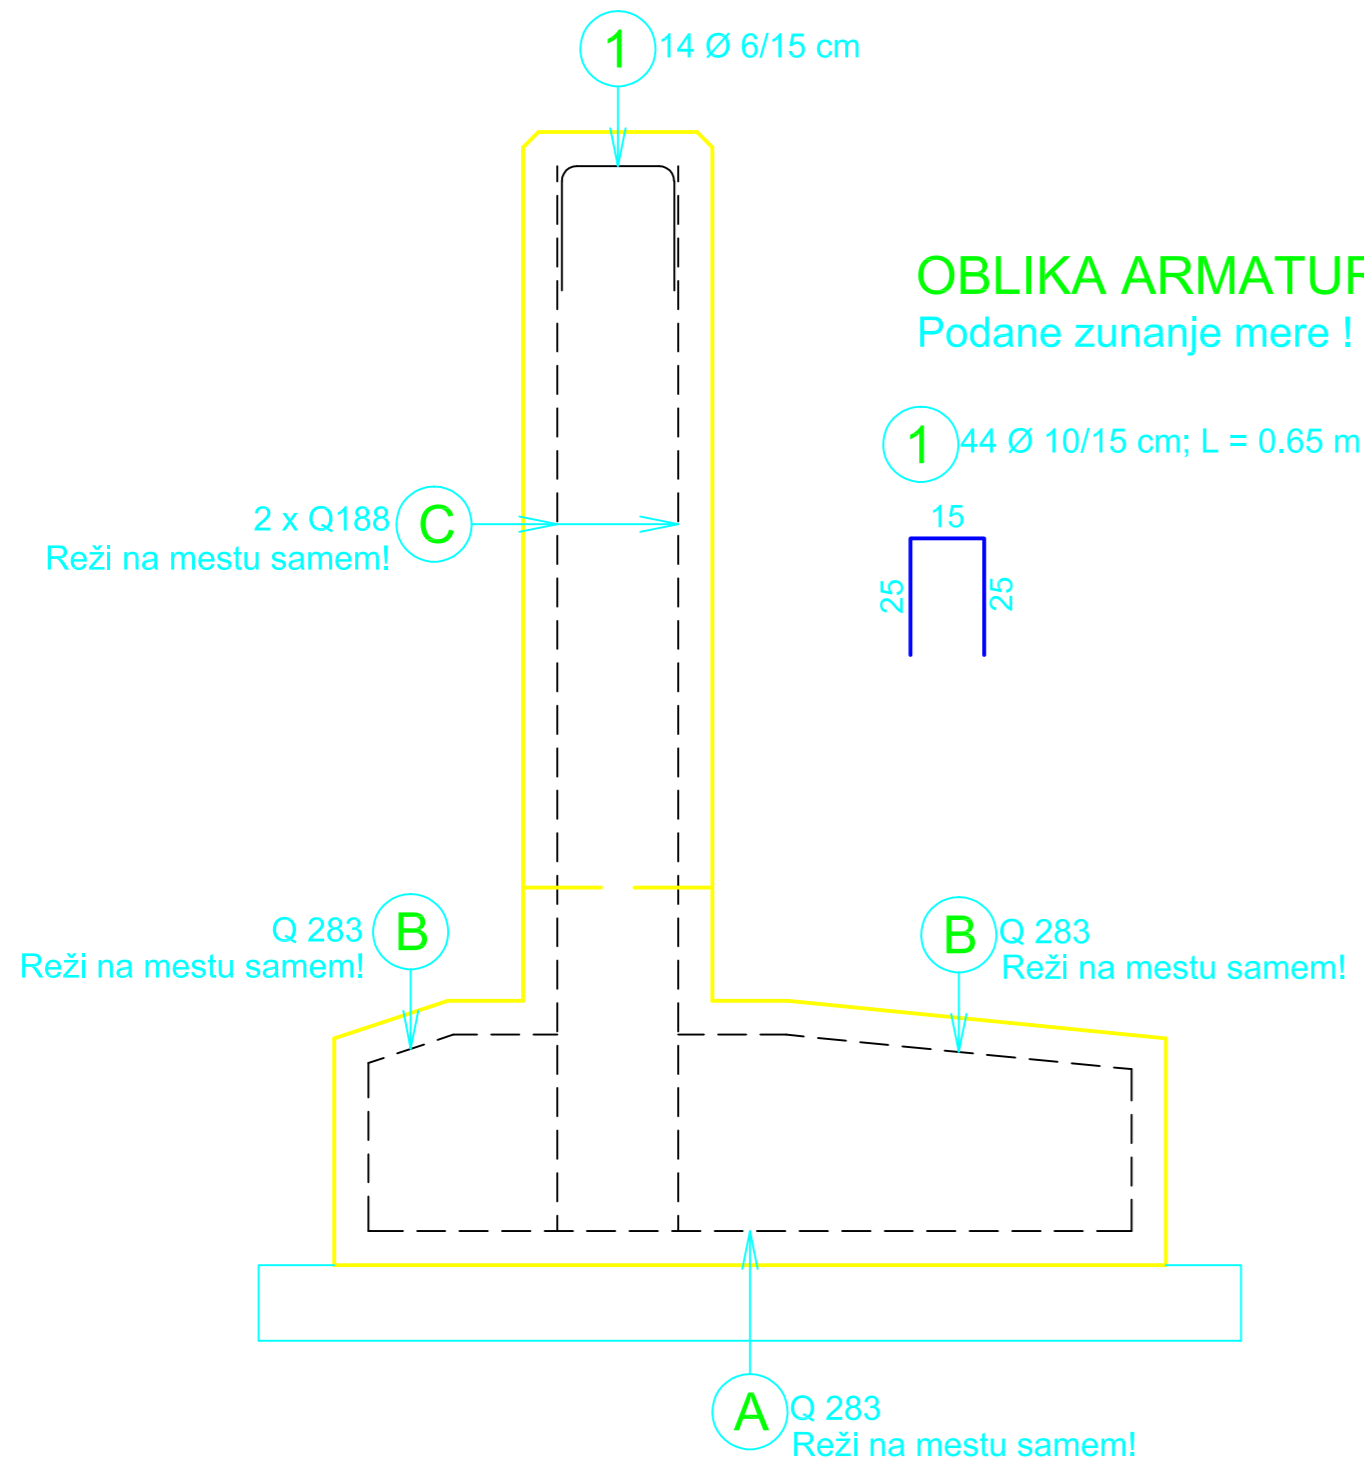 1 14 Ø 6/15 cm
OBLIKA ARMATUR
Podane zunanje mere !
1 44 Ø 10/15 cm; L = 0.65 m
15
25
25
2 x Q188 C
Reži na mestu samem!
Q 283 B
Reži na mestu samem!
B Q 283
Reži na mestu samem!
A Q 283
Reži na mestu samem!